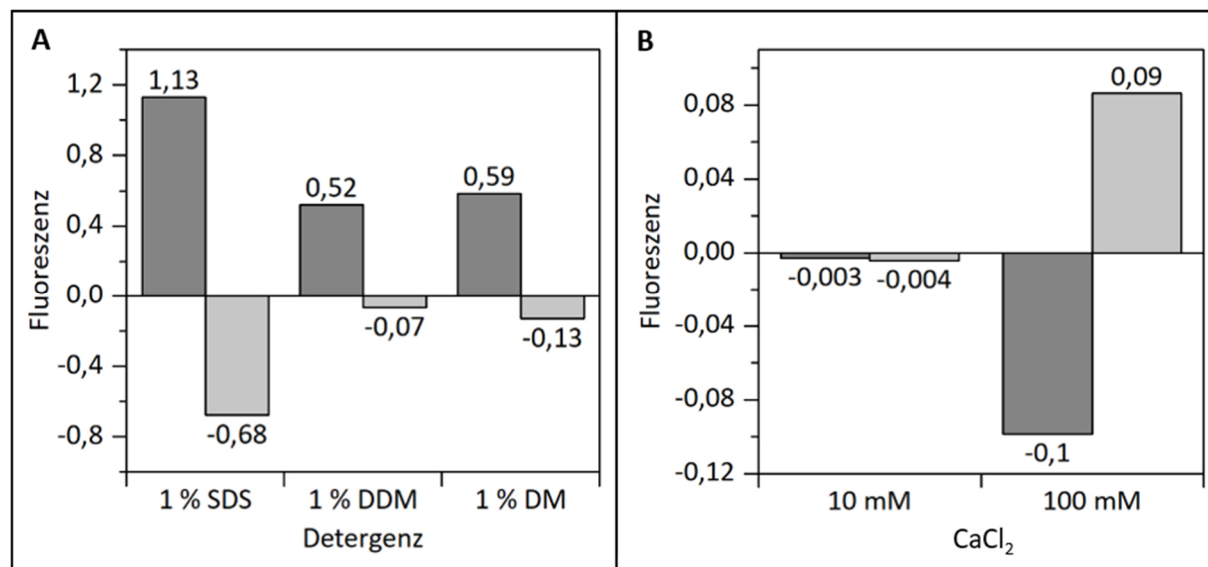 A
1,2
0,8
0,4
0,0
-0,4
-0,8
Fluoreszenz
1,13
-0,68
0,52
-0,07
0,59
-0,13
1 % SDS
1 % DDM
1 % DM
Detergenz
B
0,08
0,04
0,00
-0,04
-0,08
-0,12
Fluoreszenz
-0,003
-0,004
-0,1
0,09
10 mM
100 mM
CaCl₂